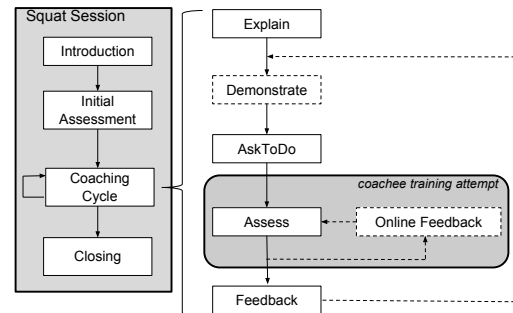 Squat Session
Introduction
Initial
Assessment
Coaching
Cycle
Closing
Explain
Demonstrate
AskToDo
coachee training attempt
Assess
Online Feedback
Feedback